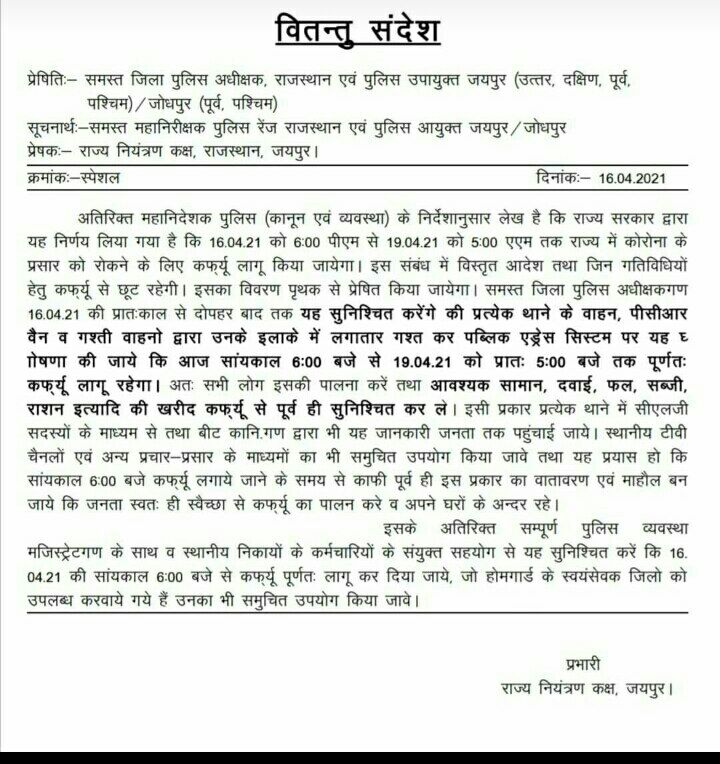 वितन्तु संदेश
प्रेषितिः– समस्त जिला पुलिस अधीक्षक, राजस्थान एवं पुलिस उपायुक्त जयपुर (उत्तर, दक्षिण, पूर्व,
पश्चिम)/जोधपुर (पूर्व, पश्चिम)
सूचनार्थः–समस्त महानिरीक्षक पुलिस रेंज राजस्थान एवं पुलिस आयुक्त जयपुर/जोधपुर
प्रेषकः– राज्य नियंत्रण कक्ष, राजस्थान, जयपुर।
क्रमांकः–स्पेशल दिनांकः– 16.04.2021
अतिरिक्त महानिदेशक पुलिस (कानून एवं व्यवस्था) के निर्देशानुसार लेख है कि राज्य सरकार द्वारा
यह निर्णय लिया गया है कि 16.04.21 को 6:00 पीएम से 19.04.21 को 5:00 एएम तक राज्य में कोरोना के
प्रसार को रोकने के लिए कर्फ्यू लागू किया जायेगा। इस संबंध में विस्तृत आदेश तथा जिन गतिविधियों
हेतु कर्फ्यू से छूट रहेगी। इसका विवरण पृथक से प्रेषित किया जायेगा। समस्त जिला पुलिस अधीक्षकगण
16.04.21 की प्रातःकाल से दोपहर बाद तक यह सुनिश्चित करेंगे की प्रत्येक थाने के वाहन, पीसीआर
वैन व गश्ती वाहनो द्वारा उनके इलाके में लगातार गश्त कर पब्लिक एड्रेस सिस्टम पर यह घ
ोषणा की जाये कि आज सांयकाल 6:00 बजे से 19.04.21 को प्रातः 5:00 बजे तक पूर्णतः
कर्फ्यू लागू रहेगा। अतः सभी लोग इसकी पालना करें तथा आवश्यक सामान, दवाई, फल, सब्जी,
राशन इत्यादि की खरीद कर्फ्यू से पूर्व ही सुनिश्चित कर ले। इसी प्रकार प्रत्येक थाने में सीएलजी
सदस्यों के माध्यम से तथा बीट कानि.गण द्वारा भी यह जानकारी जनता तक पहुंचाई जाये। स्थानीय टीवी
चैनलों एवं अन्य प्रचार–प्रसार के माध्यमों का भी समुचित उपयोग किया जावे तथा यह प्रयास हो कि
सांयकाल 6:00 बजे कर्फ्यू लगाये जाने के समय से काफी पूर्व ही इस प्रकार का वातावरण एवं माहौल बन
जाये कि जनता स्वतः ही स्वैच्छा से कर्फ्यू का पालन करे व अपने घरों के अन्दर रहे।
इसके अतिरिक्त सम्पूर्ण पुलिस व्यवस्था
मजिस्ट्रेटगण के साथ व स्थानीय निकायों के कर्मचारियों के संयुक्त सहयोग से यह सुनिश्चित करें कि 16.
04.21 की सांयकाल 6:00 बजे से कर्फ्यू पूर्णतः लागू कर दिया जाये, जो होमगार्ड के स्वयंसेवक जिलो को
उपलब्ध करवाये गये हैं उनका भी समुचित उपयोग किया जावे।
प्रभारी
राज्य नियंत्रण कक्ष, जयपुर।